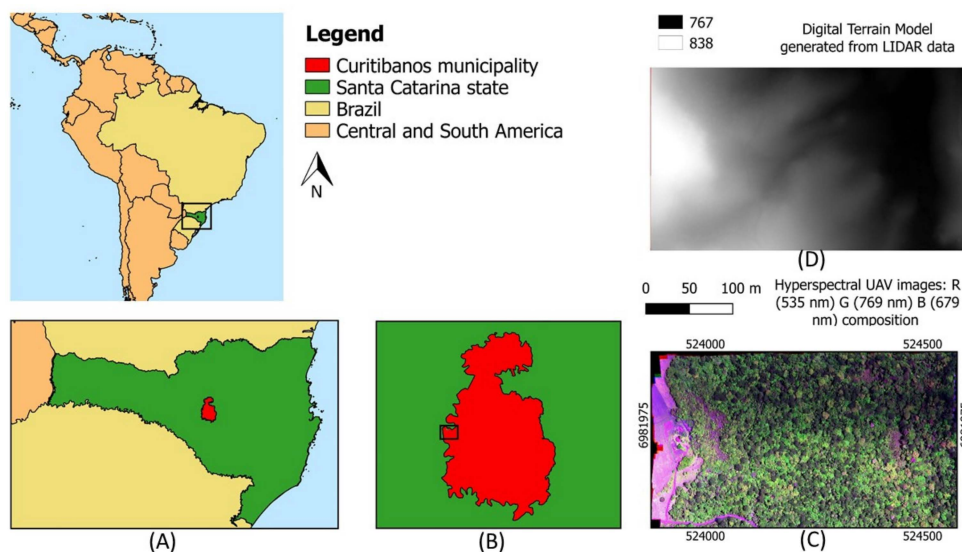 Legend
Curitibanos municipality
Santa Catarina state
Brazil
Central and South America
N
767
838
Digital Terrain Model
generated from LIDAR data
(D)
0 50 100 m
Hyperspectral UAV images: R
(535 nm) G (769 nm) B (679
nm) composition
524000 524500
6981975
6981975
524000 524500
(A)
(B)
(C)